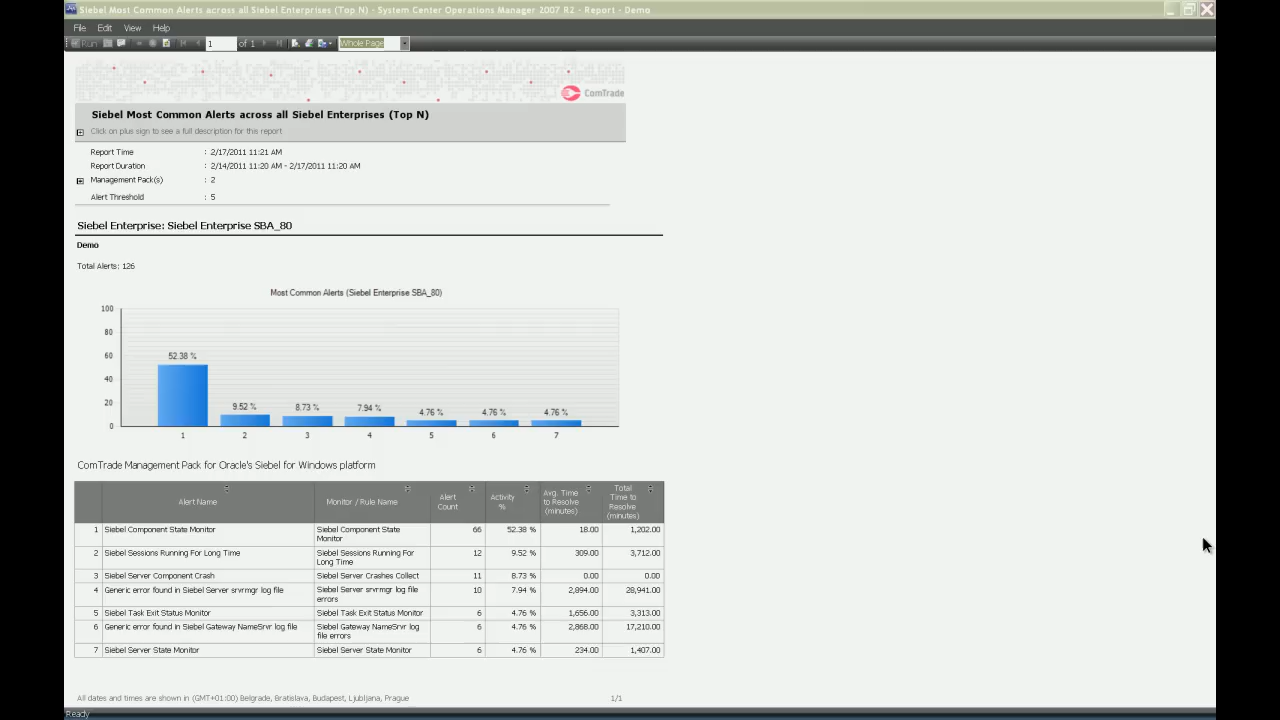 Siebel Most Common Alerts across all Siebel Enterprises (Top N) - System Center Operations Manager 2007 R2 - Report - Demo
File Edit View Help
Run 1 of 1 Whole Page
ComTrade
Siebel Most Common Alerts across all Siebel Enterprises (Top N)
Click on plus sign to see a full description for this report
Report Time : 2/17/2011 11:21 AM
Report Duration : 2/14/2011 11:20 AM - 2/17/2011 11:20 AM
Management Pack(s) : 2
Alert Threshold : 5
Siebel Enterprise: Siebel Enterprise SBA_80
Demo
Total Alerts: 126
Most Common Alerts (Siebel Enterprise SBA_80)
100
80
60
40
20
0
52.38 % 9.52 % 8.73 % 7.94 % 4.76 % 4.76 % 4.76 %
1 2 3 4 5 6 7
ComTrade Management Pack for Oracle's Siebel for Windows platform
Alert Name Monitor / Rule Name Alert Count Activity % Avg. Time to Resolve (minutes) Total Time to Resolve (minutes)
1 Siebel Component State Monitor Siebel Component State Monitor 66 52.38 % 18.00 1,202.00
2 Siebel Sessions Running For Long Time Siebel Sessions Running For Long Time 12 9.52 % 309.00 3,712.00
3 Siebel Server Component Crash Siebel Server Crashes Collect 11 8.73 % 0.00 0.00
4 Generic error found in Siebel Server srvrmgr log file Siebel Server srvrmgr log file errors 10 7.94 % 2,894.00 28,941.00
5 Siebel Task Exit Status Monitor Siebel Task Exit Status Monitor 6 4.76 % 1,656.00 3,313.00
6 Generic error found in Siebel Gateway NameSrvr log file Siebel Gateway NameSrvr log file errors 6 4.76 % 2,868.00 17,210.00
7 Siebel Server State Monitor Siebel Server State Monitor 6 4.76 % 234.00 1,407.00
All dates and times are shown in (GMT+01:00) Belgrade, Bratislava, Budapest, Ljubljana, Prague 1/1
Ready